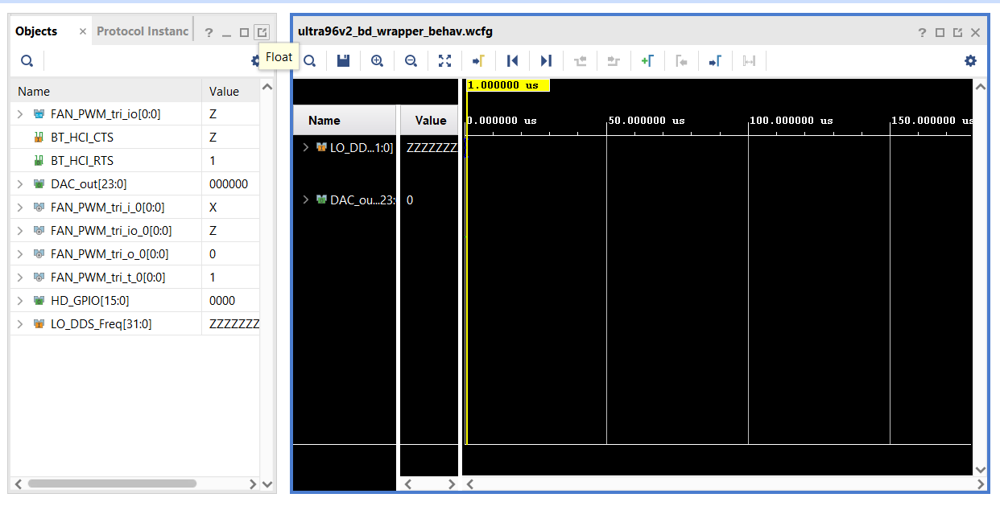 Objects × Protocol Instanc ?
Float
Name Value
FAN_PWM_tri_io[0:0] Z
BT_HCI_CTS Z
BT_HCI_RTS 1
DAC_out[23:0] 000000
FAN_PWM_tri_i_0[0:0] X
FAN_PWM_tri_io_0[0:0] Z
FAN_PWM_tri_o_0[0:0] 0
FAN_PWM_tri_t_0[0:0] 1
HD_GPIO[15:0] 0000
LO_DDS_Freq[31:0] ZZZZZZZ
ultra96v2_bd_wrapper_behav.wcfg ?
1.000000 us
Name Value
0.000000 us 50.000000 us 100.000000 us 150.000000 us
LO_DD...1:0] ZZZZZZZ
DAC_ou...23: 0